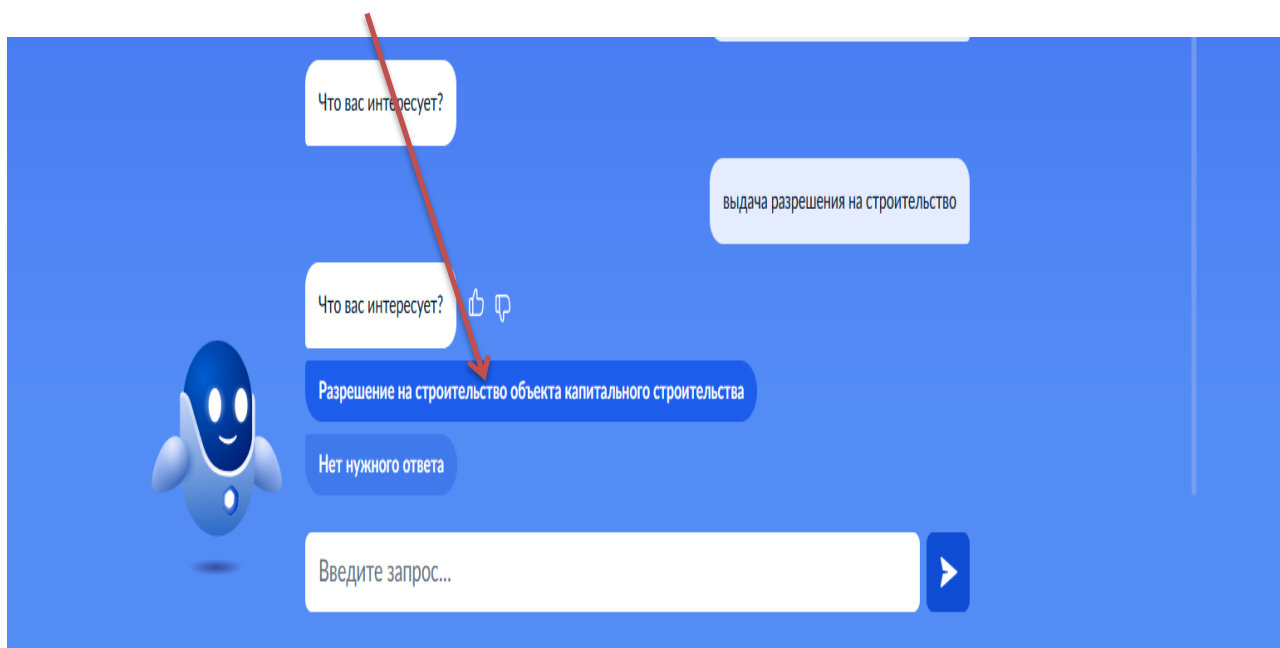 Что вас интересует?
выдача разрешения на строительство
Что вас интересует?
Разрешение на строительство объекта капитального строительства
Нет нужного ответа
Введите запрос...